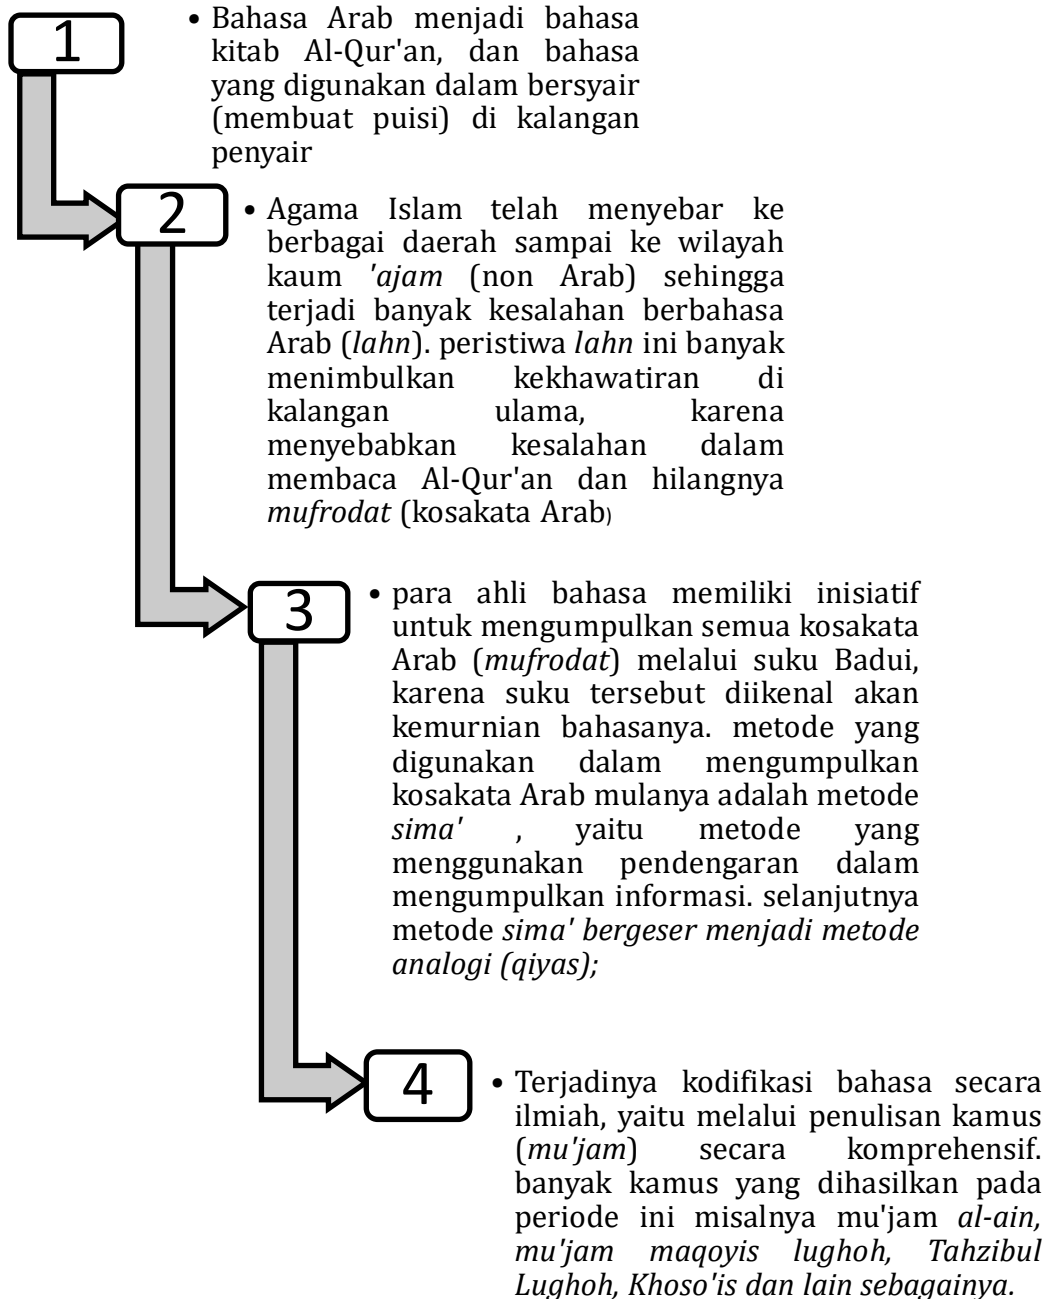 1
• Bahasa Arab menjadi bahasa
kitab Al-Qur'an, dan bahasa
yang digunakan dalam bersyair
(membuat puisi) di kalangan
penyair
2
• Agama Islam telah menyebar ke
berbagai daerah sampai ke wilayah
kaum 'ajam (non Arab) sehingga
terjadi banyak kesalahan berbahasa
Arab (lahn). peristiwa lahn ini banyak
menimbulkan kekhawatiran di
kalangan ulama, karena
menyebabkan kesalahan dalam
membaca Al-Qur'an dan hilangnya
mufrodat (kosakata Arab)
3
• para ahli bahasa memiliki inisiatif
untuk mengumpulkan semua kosakata
Arab (mufrodat) melalui suku Badui,
karena suku tersebut diikenal akan
kemurnian bahasanya. metode yang
digunakan dalam mengumpulkan
kosakata Arab mulanya adalah metode
sima' , yaitu metode yang
menggunakan pendengaran dalam
mengumpulkan informasi. selanjutnya
metode sima' bergeser menjadi metode
analogi (qiyas);
4
• Terjadinya kodifikasi bahasa secara
ilmiah, yaitu melalui penulisan kamus
(mu'jam) secara komprehensif.
banyak kamus yang dihasilkan pada
periode ini misalnya mu'jam al-ain,
mu'jam maqoyis lughoh, Tahzibul
Lughoh, Khoso'is dan lain sebagainya.